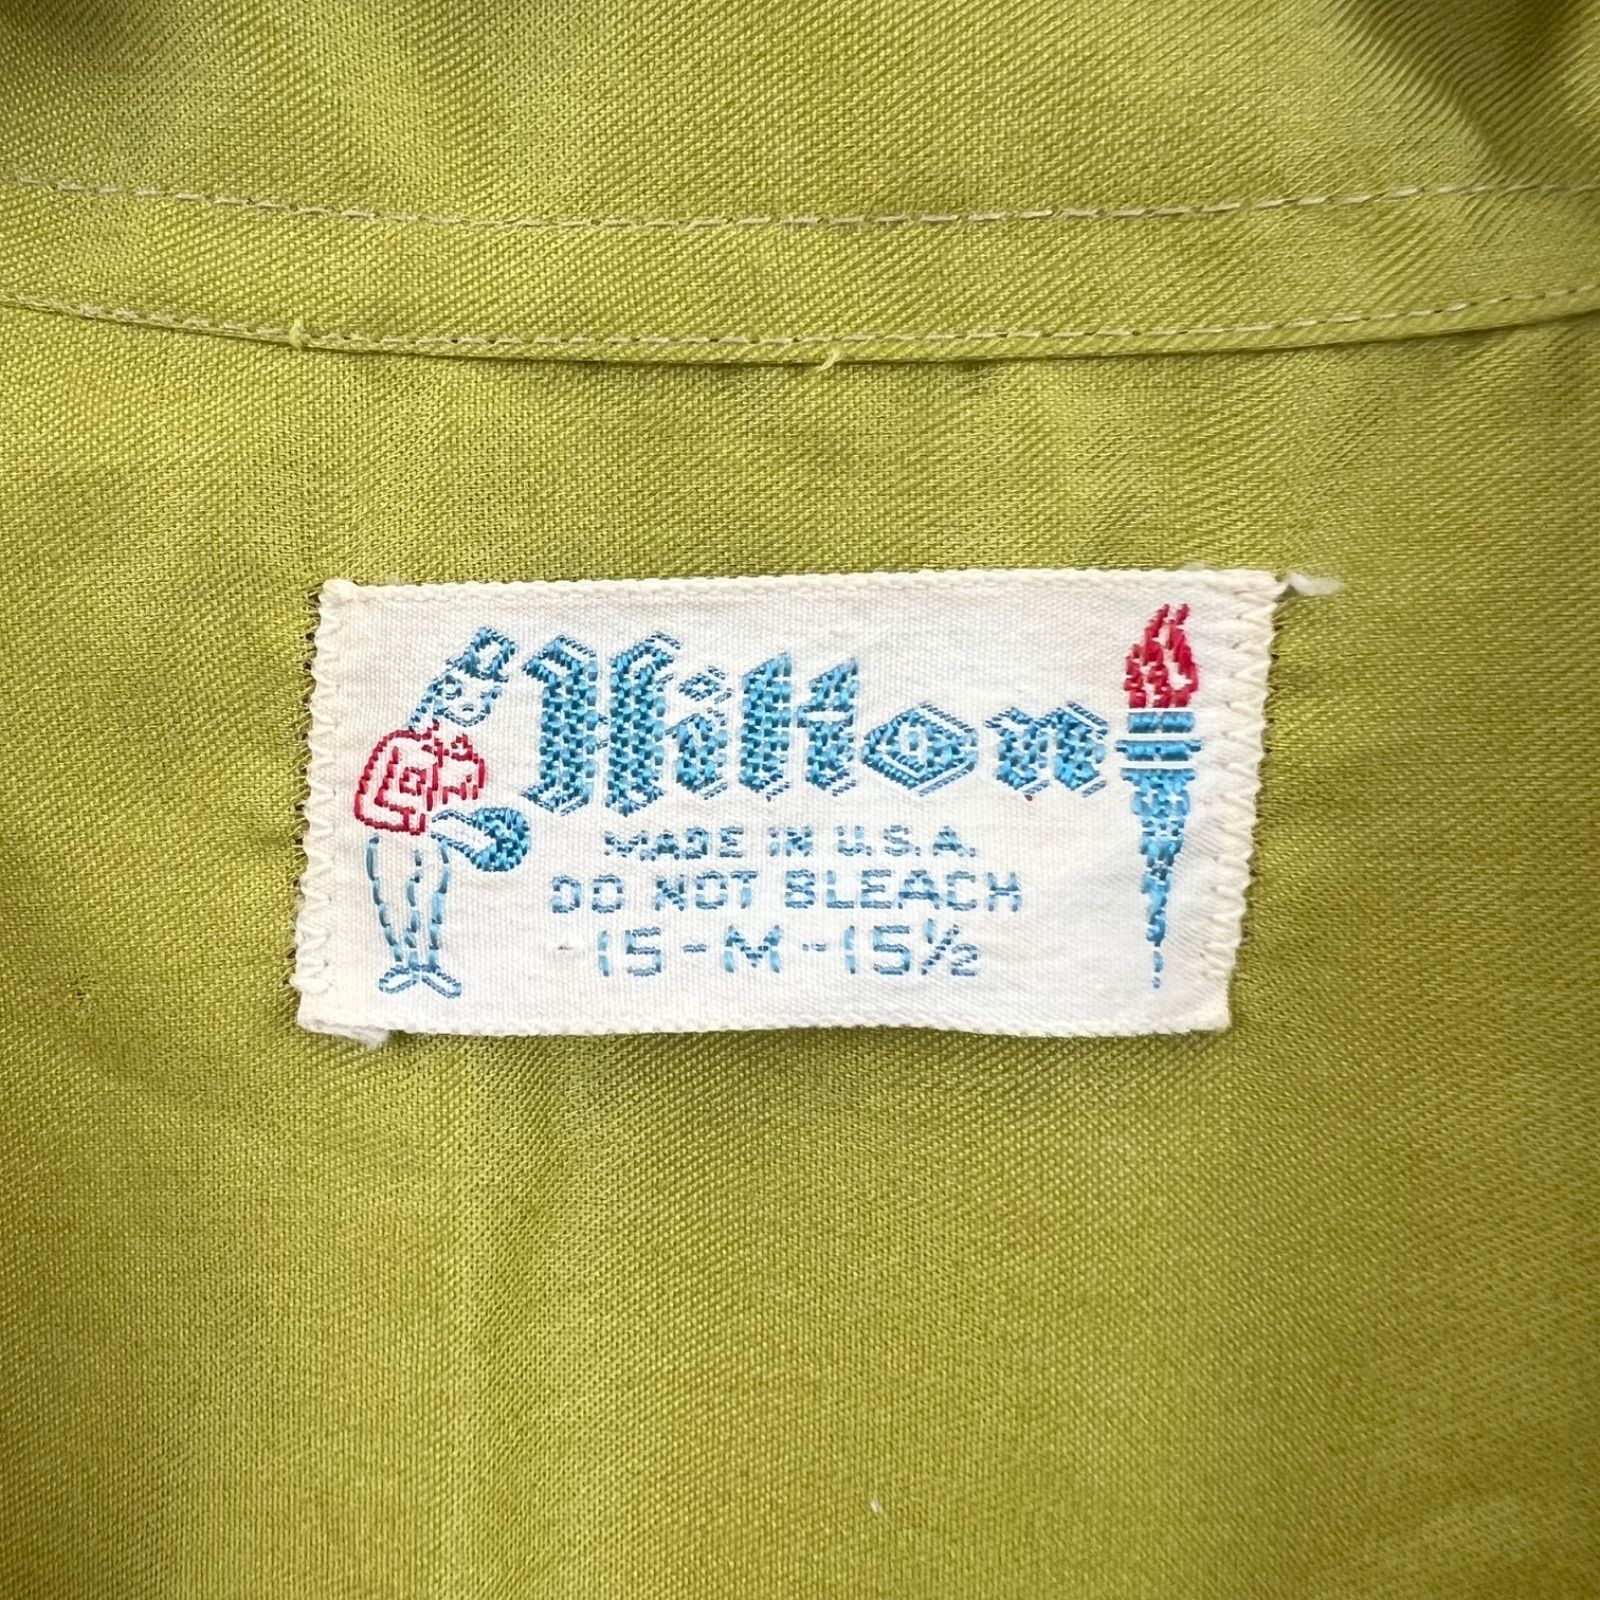 Hilton
MADE IN U.S.A.
DO NOT BLEACH
15-M-15½